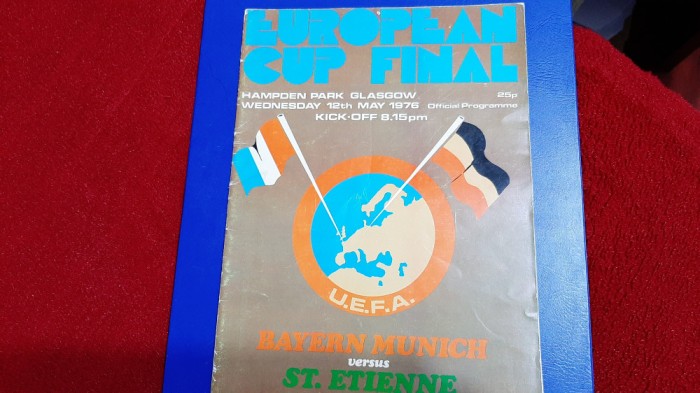 EUROPEAN
CUP FINAL
HAMPDEN PARK GLASGOW 25p
WEDNESDAY 12th MAY 1976 Official Programme
KICK-OFF 8.15pm
U.E.F.A.
BAYERN MUNICH
versus
ST. ETIENNE